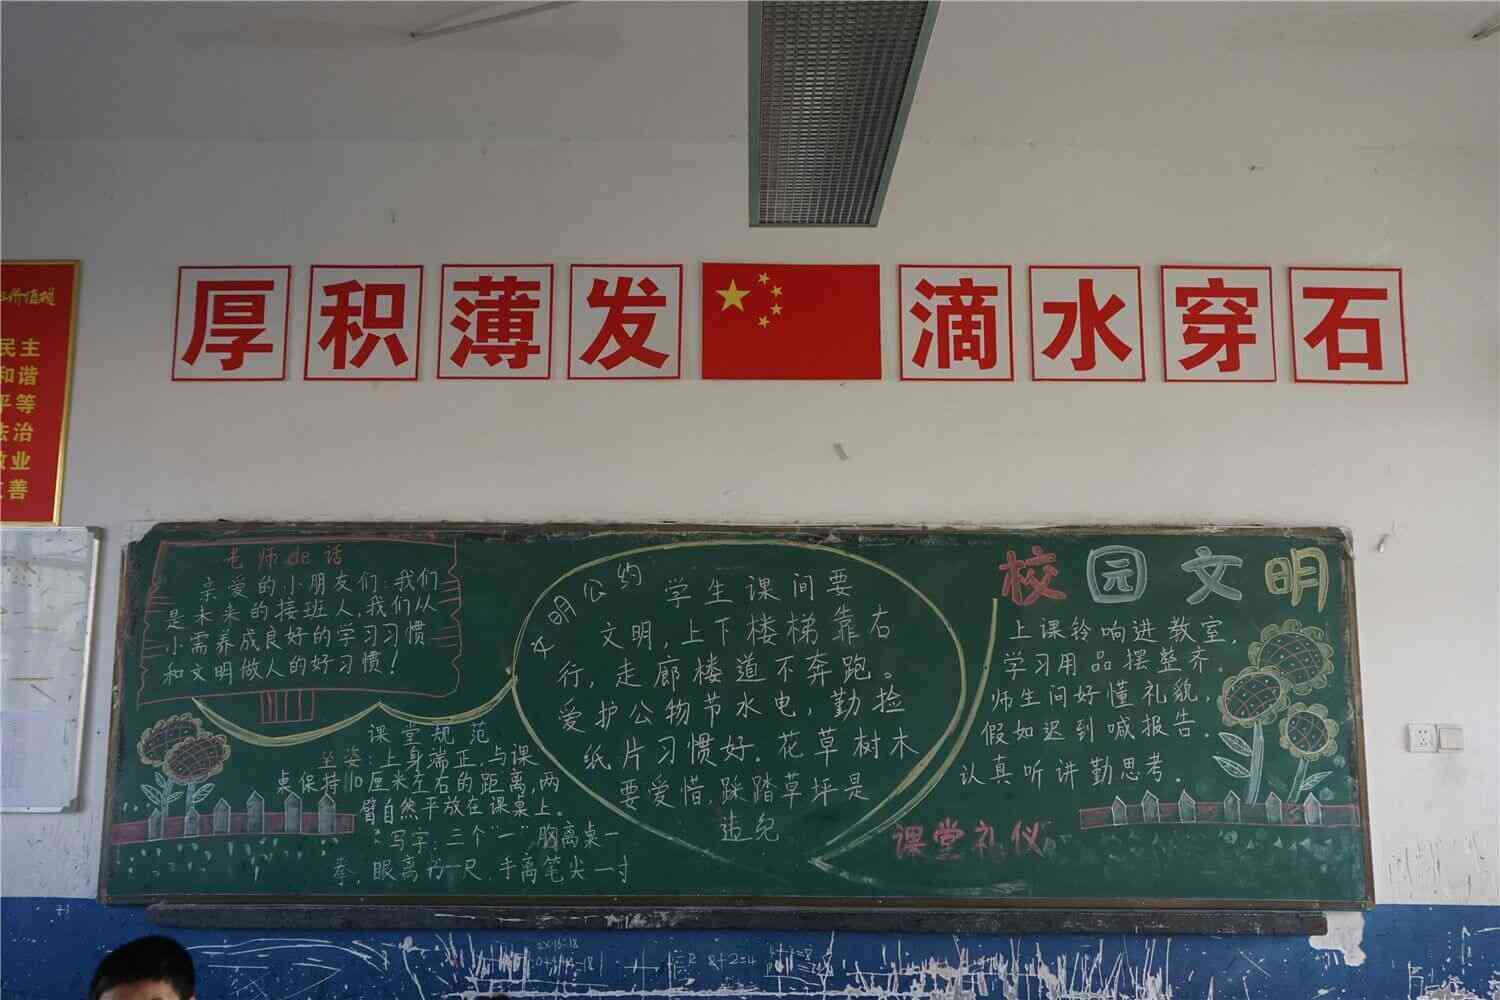 厚积薄发 滴水穿石
价值观
民主
和谐
平等
法治
敬业
友善
老师de话
亲爱的小朋友们:我们
是未来的接班人,我们从
小需养成良好的学习习惯
和文明做人的好习惯!
课堂规范
坐姿:上身端正,与课
桌保持10厘米左右的距离,两
臂自然平放在课桌上。
写字:三个"一"胸离桌一
拳,眼离书一尺,手离笔尖一寸
文明公约
学生课间要
文明,上下楼梯靠右
行,走廊楼道不奔跑。
爱护公物节水电,勤捡
纸片习惯好.花草树木
要爱惜,踩踏草坪是
违纪
校园文明
上课铃响进教室,
学习用品摆整齐.
师生间好懂礼貌,
假如迟到喊报告.
认真听讲勤思考.
课堂礼仪
8+2=4